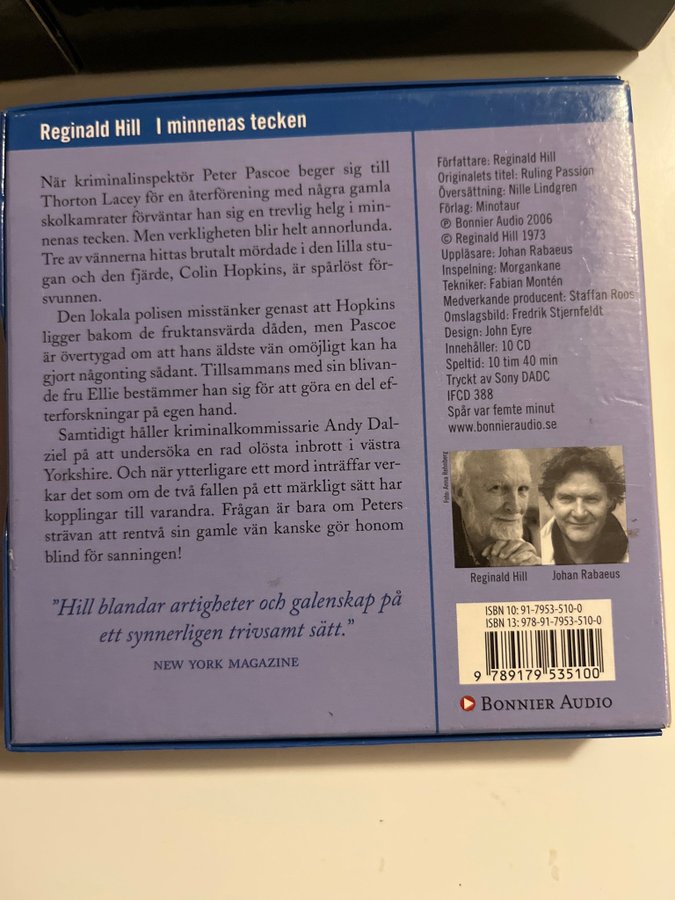 Reginald Hill I minnenas tecken
När kriminalinspektör Peter Pascoe beger sig till
Thorton Lacey för en återförening med några gamla
skolkamrater förväntar han sig en trevlig helg i min-
nenas tecken. Men verkligheten blir helt annorlunda.
Tre av vännerna hittas brutalt mördade i den lilla stu-
gan och den fjärde, Colin Hopkins, är spårlöst för-
svunnen.
Den lokala polisen misstänker genast att Hopkins
ligger bakom de fruktansvärda dåden, men Pascoe
är övertygad om att hans äldste vän omöjligt kan ha
gjort någonting sådant. Tillsammans med sin blivan-
de fru Ellie bestämmer han sig för att göra en del ef-
terforskningar på egen hand.
Samtidigt håller kriminalkommissarie Andy Dal-
ziel på att undersöka en rad olösta inbrott i västra
Yorkshire. Och när ytterligare ett mord inträffar ver-
kar det som om de två fallen på ett märkligt sätt har
kopplingar till varandra. Frågan är bara om Peters
strävan att rentvå sin gamle vän kanske gör honom
blind för sanningen!
"Hill blandar artigheter och galenskap på
ett synnerligen trivsamt sätt."
NEW YORK MAGAZINE
Författare: Reginald Hill
Originalets titel: Ruling Passion
Översättning: Nille Lindgren
Förlag: Minotaur
℗ Bonnier Audio 2006
© Reginald Hill 1973
Uppläsare: Johan Rabaeus
Inspelning: Morgankane
Tekniker: Fabian Montén
Medverkande producent: Staffan Roos
Omslagsbild: Fredrik Stjernfeldt
Design: John Eyre
Innehåller: 10 CD
Speltid: 10 tim 40 min
Tryckt av Sony DADC
IFCD 388
Spår var femte minut
www.bonnieraudio.se
Foto: Anna Rehnberg
Reginald Hill Johan Rabaeus
ISBN 10: 91-7953-510-0
ISBN 13: 978-91-7953-510-0
9 789179 535100
BONNIER AUDIO